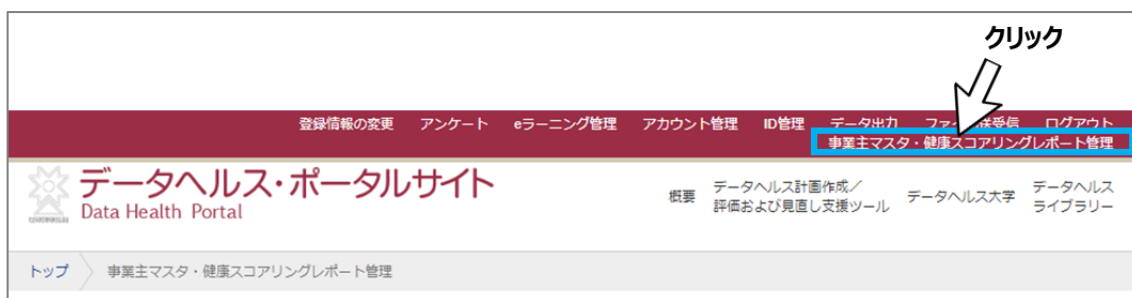 クリック
登録情報の変更 アンケート eラーニング管理 アカウント管理 ID管理 データ出力 ログアウト
事業主マスタ・健康スコアリングレポート管理
データヘルス・ポータルサイト
Data Health Portal
概要
データヘルス計画作成／
評価および見直し支援ツール
データヘルス大学
データヘルス
ライブラリー
トップ 事業主マスタ・健康スコアリングレポート管理